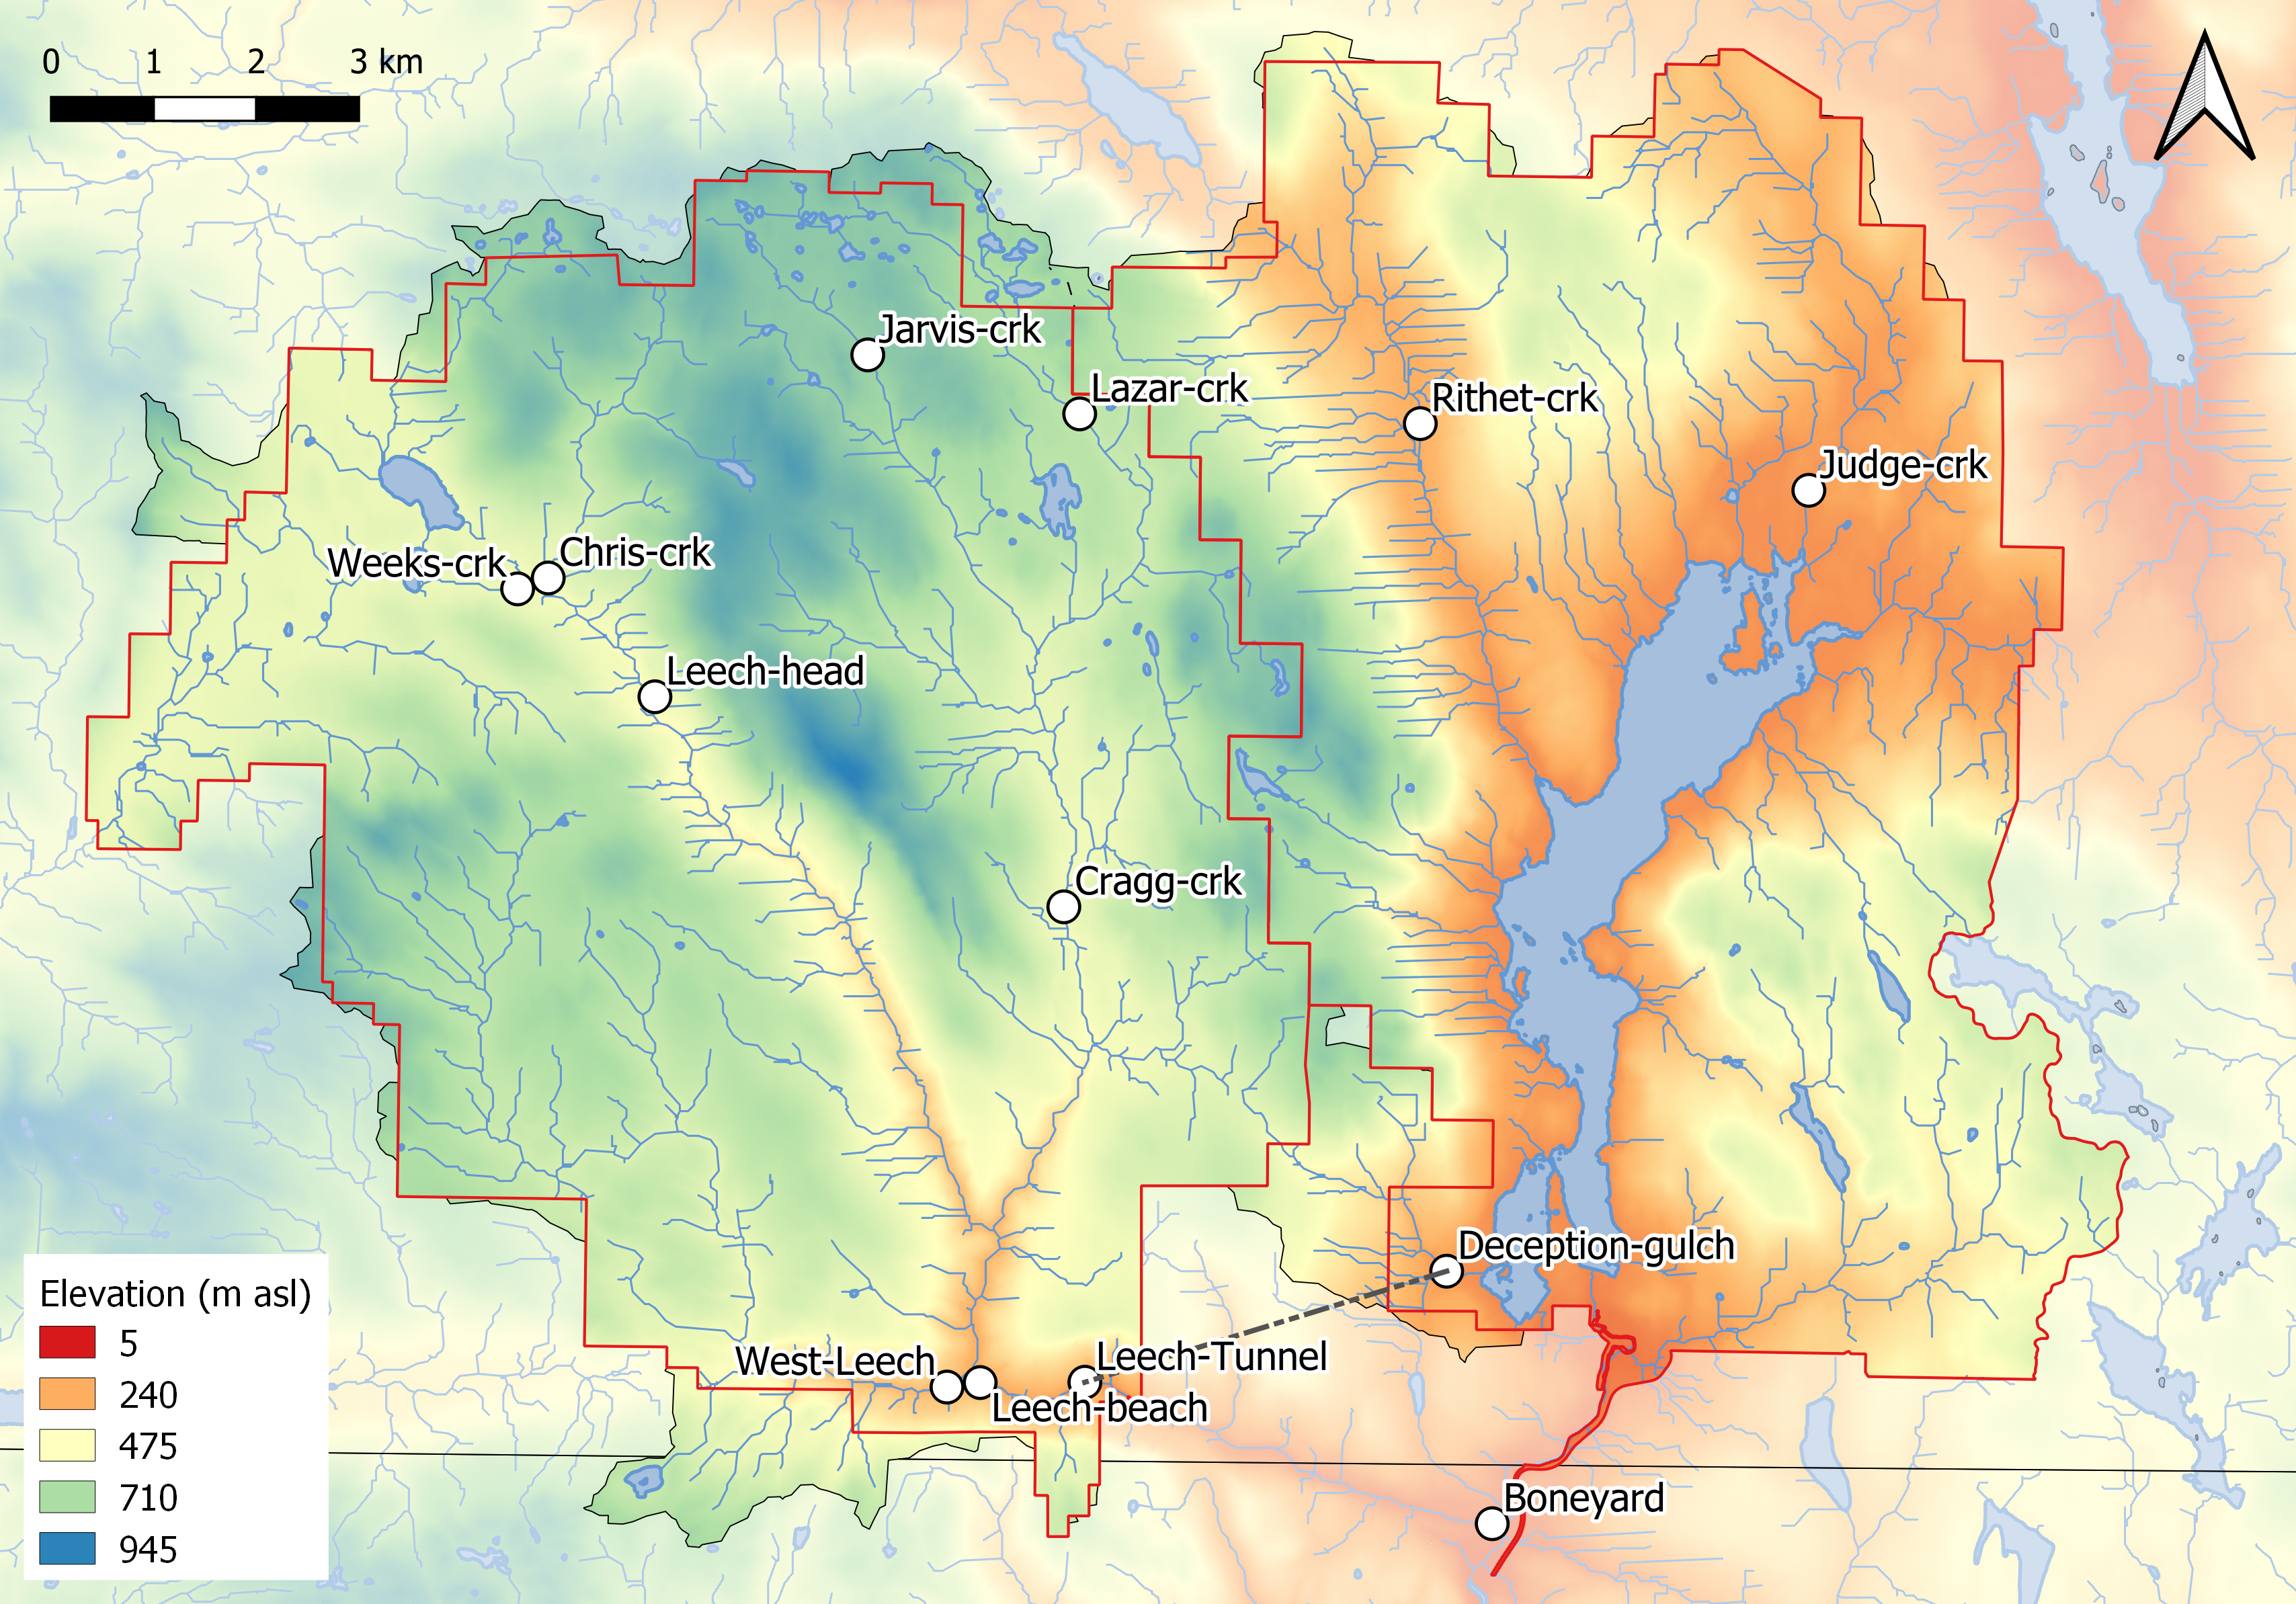 0 1 2 3 km
Jarvis-crk
Lazar-crk
Rithet-crk
Judge-crk
Weeks-crk
Chris-crk
Leech-head
Cragg-crk
Deception-gulch
West-Leech
Leech-Tunnel
Leech-beach
Boneyard
Elevation (m asl)
5
240
475
710
945